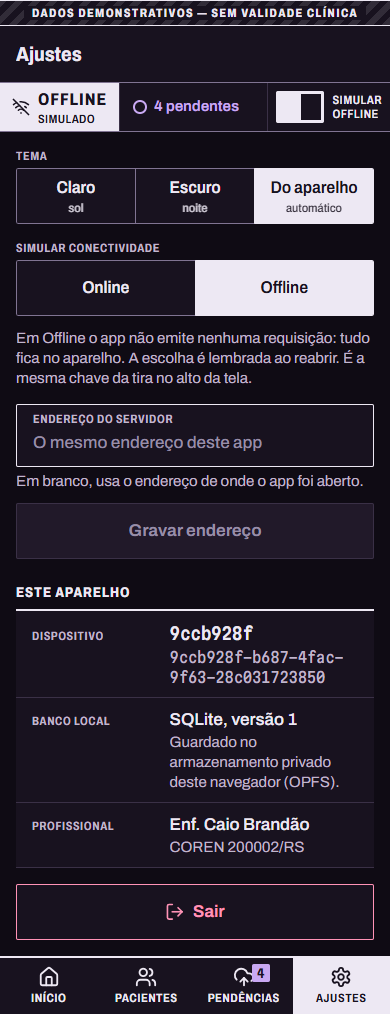 DADOS DEMONSTRATIVOS — SEM VALIDADE CLÍNICA
Ajustes
OFFLINE
SIMULADO
4 pendentes
SIMULAR
OFFLINE
TEMA
Claro
sol
Escuro
noite
Do aparelho
automático
SIMULAR CONECTIVIDADE
Online
Offline
Em Offline o app não emite nenhuma requisição: tudo
fica no aparelho. A escolha é lembrada ao reabrir. É a
mesma chave da tira no alto da tela.
ENDEREÇO DO SERVIDOR
O mesmo endereço deste app
Em branco, usa o endereço de onde o app foi aberto.
Gravar endereço
ESTE APARELHO
DISPOSITIVO
9ccb928f
9ccb928f-b687-4fac-
9f63-28c031723850
BANCO LOCAL
SQLite, versão 1
Guardado no
armazenamento privado
deste navegador (OPFS).
PROFISSIONAL
Enf. Caio Brandão
COREN 200002/RS
Sair
4
INÍCIO
PACIENTES
PENDÊNCIAS
AJUSTES